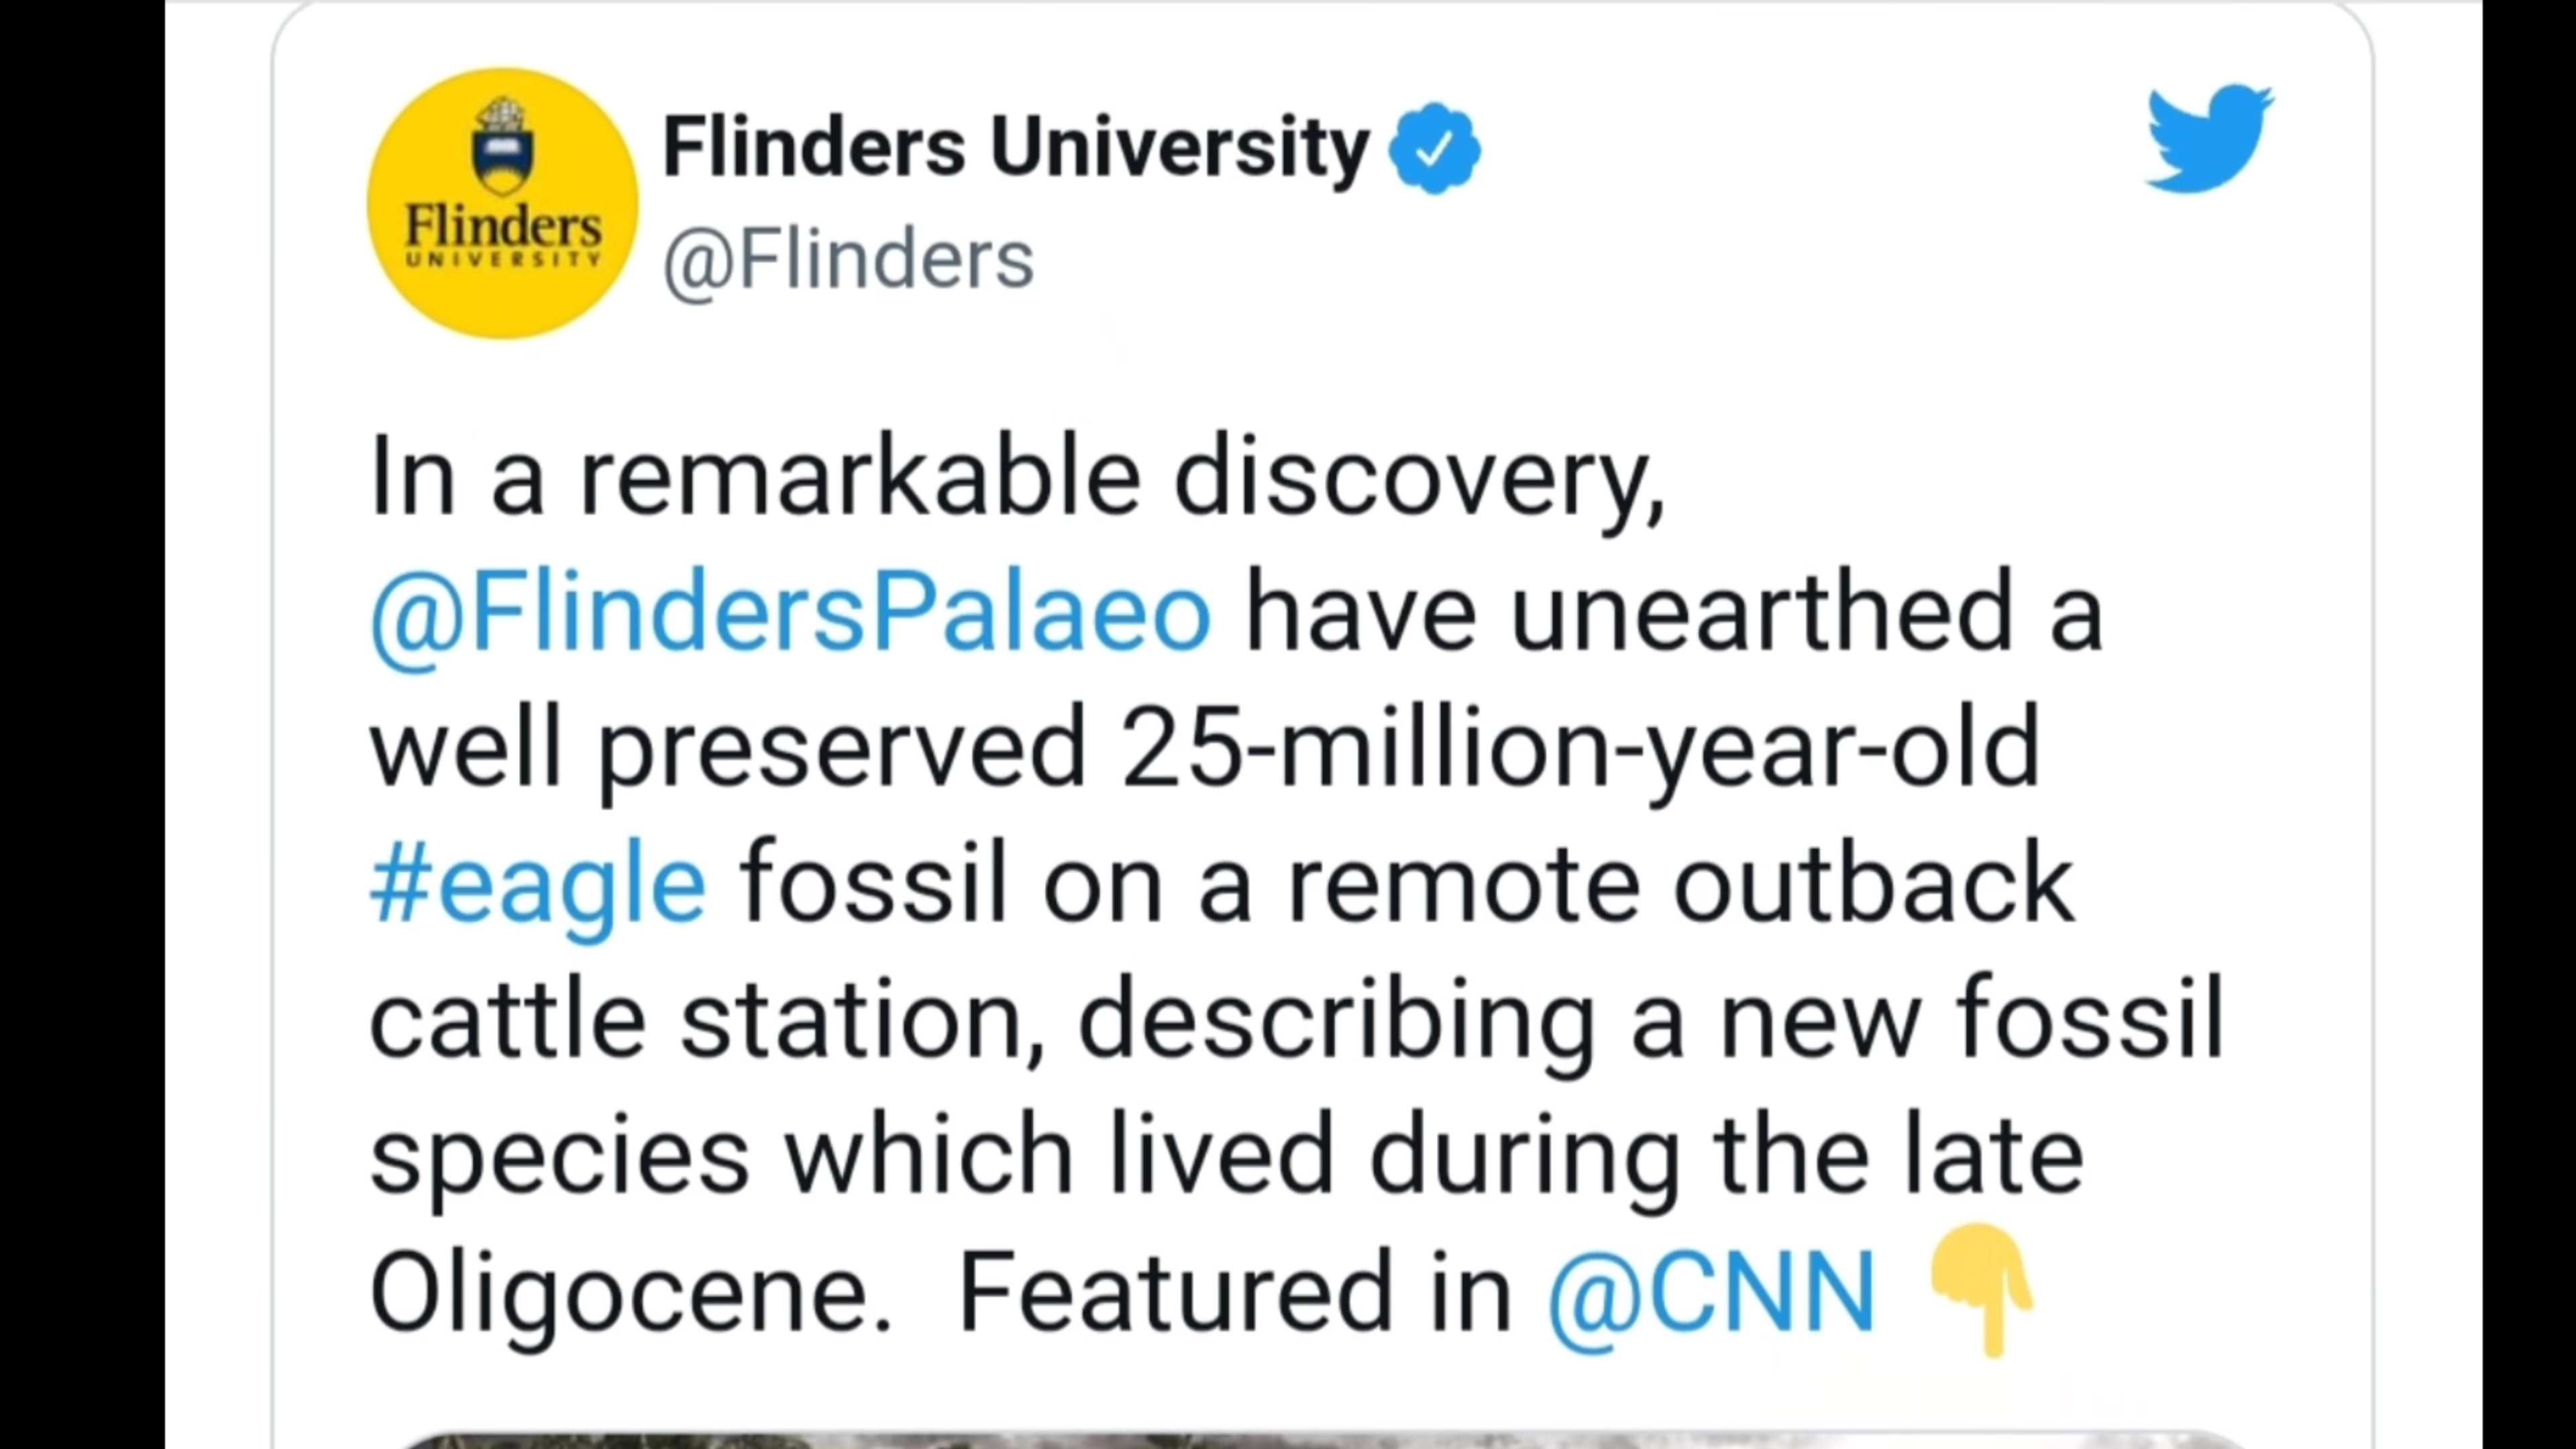 Flinders
UNIVERSITY
Flinders University
@Flinders
In a remarkable discovery,
@FlindersPalaeo have unearthed a
well preserved 25-million-year-old
#eagle fossil on a remote outback
cattle station, describing a new fossil
species which lived during the late
Oligocene.  Featured in @CNN 👇